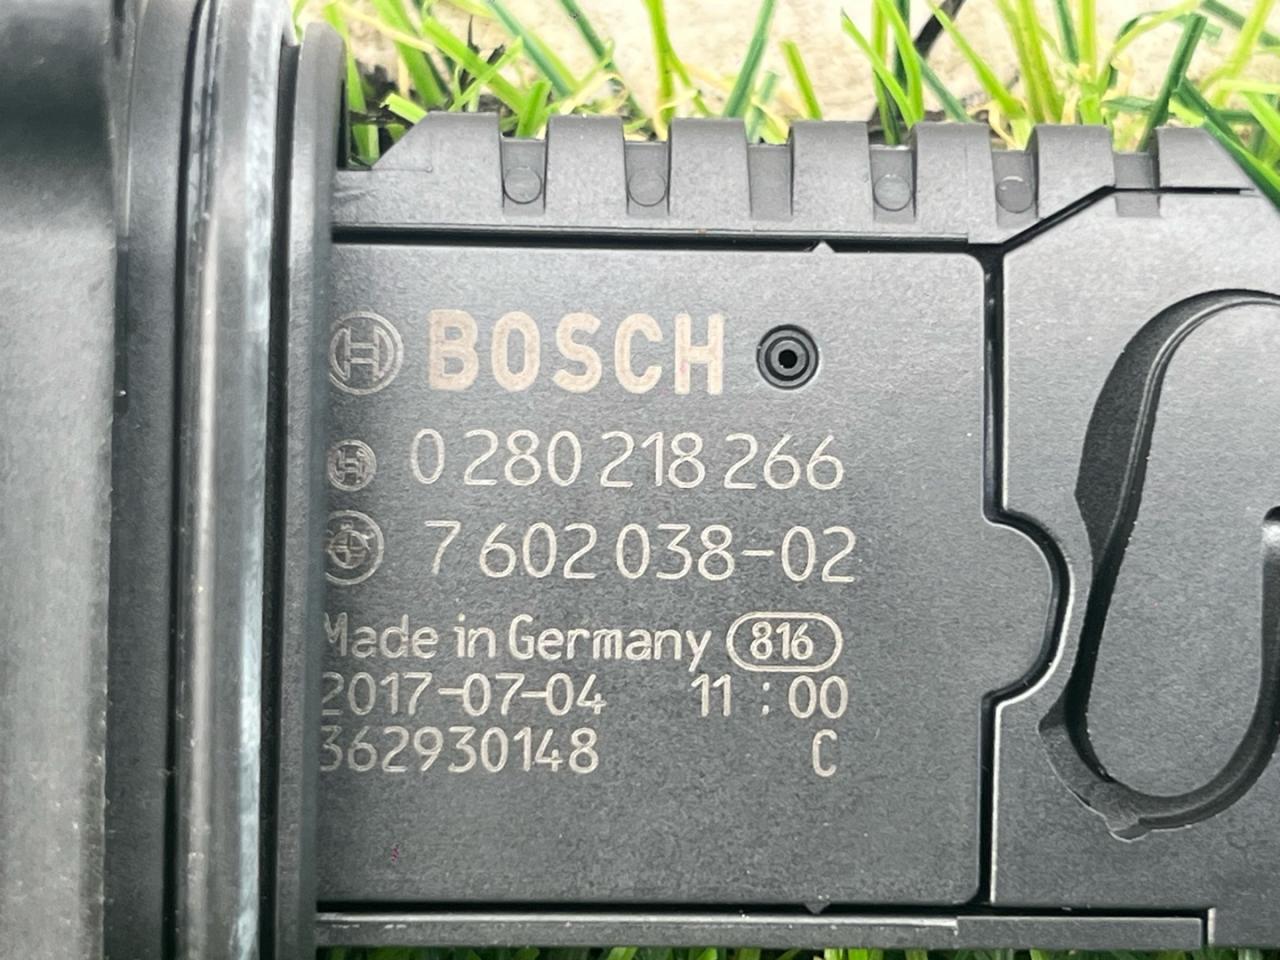 BOSCH
0 280 218 266
7 602 038-02
Made in Germany 816
2017-07-04 11:00
362930148 C